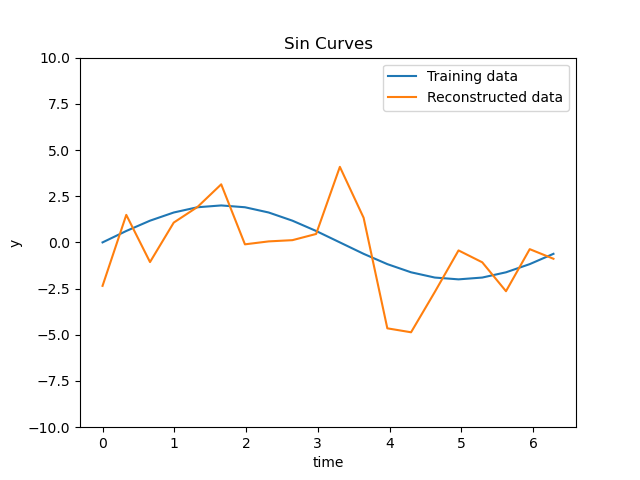 Sin Curves
10.0
7.5
5.0
2.5
0.0
−2.5
−5.0
−7.5
−10.0
y
Training data
Reconstructed data
0 1 2 3 4 5 6
time